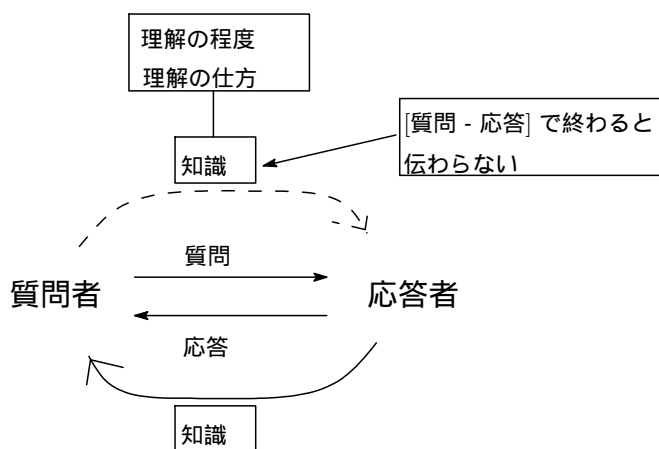 理解の程度
理解の仕方
[質問 - 応答] で終わると
伝わらない
知識
質問
質問者
応答者
応答
知識